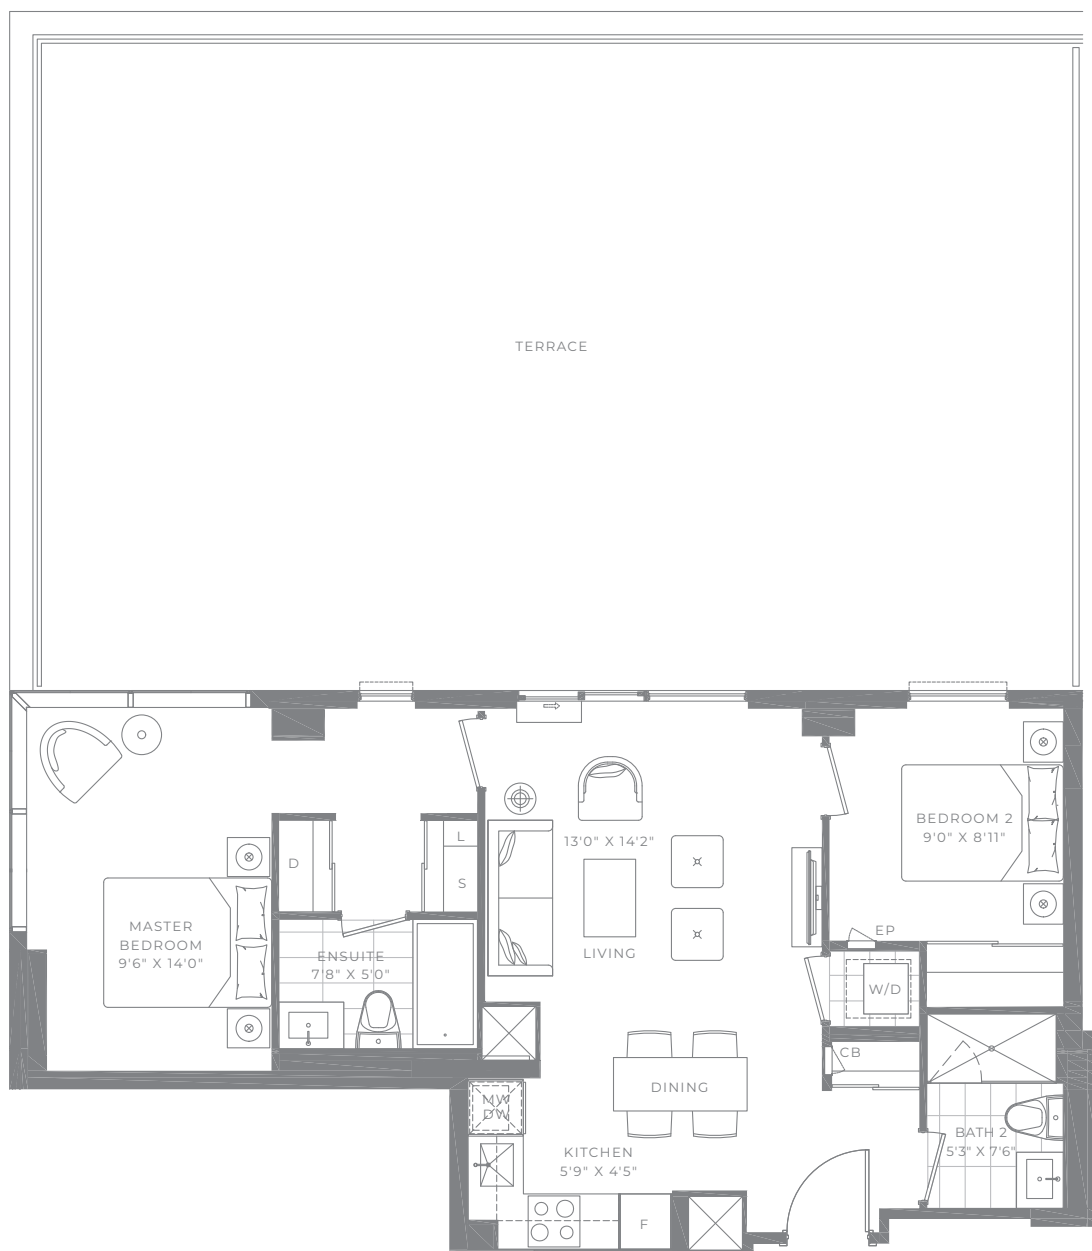 TERRACE
13'0" X 14'2"
LIVING
BEDROOM 2
9'0" X 8'11"
D
L
S
MASTER
BEDROOM
9'6" X 14'0"
ENSUITE
7'8" X 5'0"
EP
W/D
CB
DINING
MW
DW
KITCHEN
5'9" X 4'5"
F
BATH 2
5'3" X 7'6"